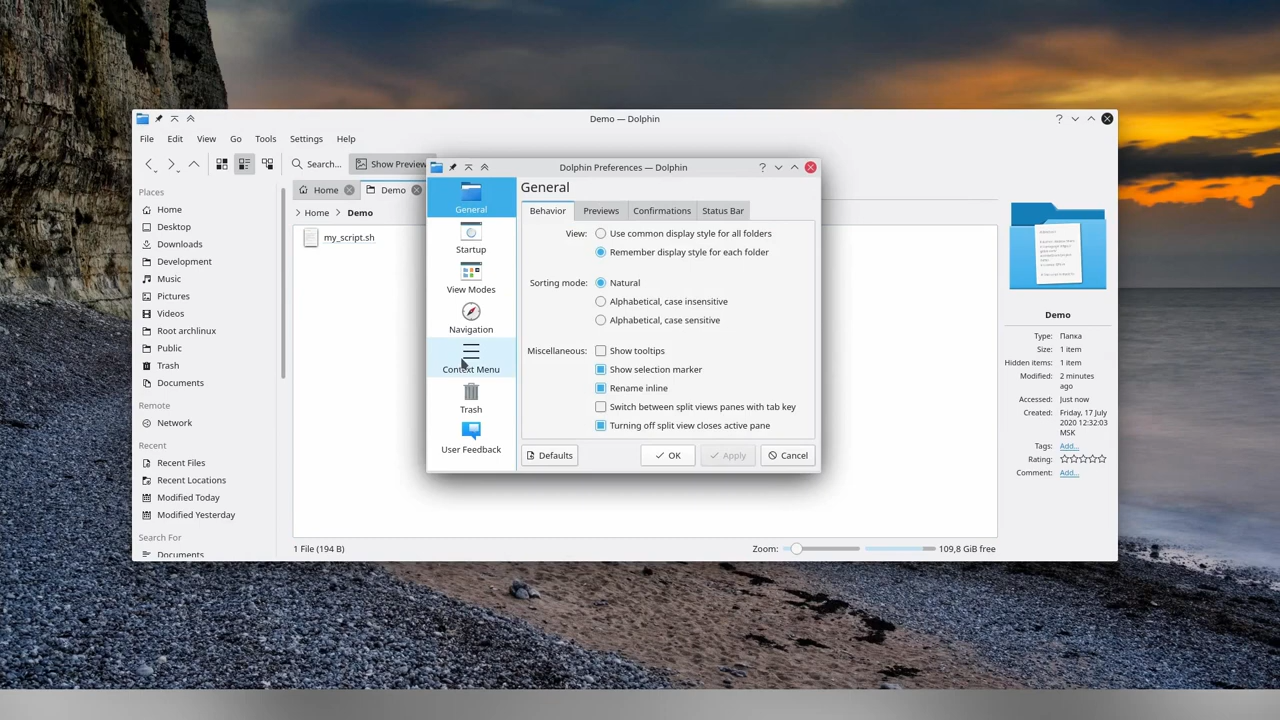 Demo — Dolphin
File Edit View Go Tools Settings Help
Search... Show Preview
Places
Home
Desktop
Downloads
Development
Music
Pictures
Videos
Root archlinux
Public
Trash
Documents
Remote
Network
Recent
Recent Files
Recent Locations
Modified Today
Modified Yesterday
Search For
Documents
Home Demo
Home Demo
my_script.sh
1 File (194 B)
Zoom: 109,8 GiB free
Dolphin Preferences — Dolphin
General
Startup
View Modes
Navigation
Context Menu
Trash
User Feedback
General
Behavior Previews Confirmations Status Bar
View: Use common display style for all folders
Remember display style for each folder
Sorting mode: Natural
Alphabetical, case insensitive
Alphabetical, case sensitive
Miscellaneous: Show tooltips
Show selection marker
Rename inline
Switch between split views panes with tab key
Turning off split view closes active pane
Defaults OK Apply Cancel
Demo
Type: Папка
Size: 1 item
Hidden items: 1 item
Modified: 2 minutes
ago
Accessed: Just now
Created: Friday, 17 July
2020 12:32:03
MSK
Tags: Add...
Rating:
Comment: Add...